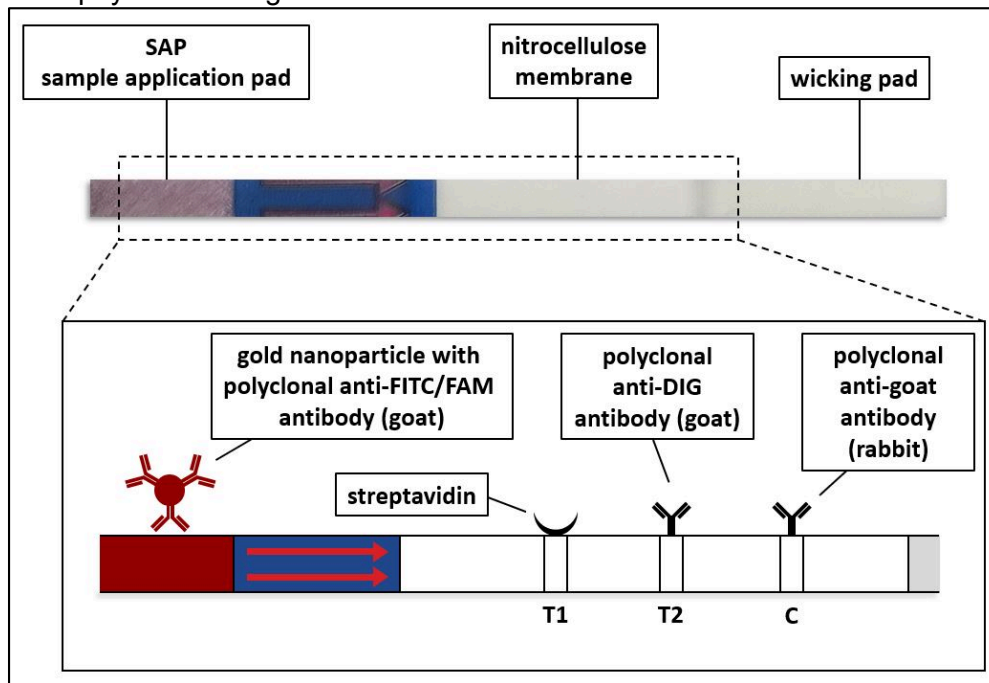 SAP
sample application pad
nitrocellulose
membrane
wicking pad
gold nanoparticle with
polyclonal anti-FITC/FAM
antibody (goat)
polyclonal
anti-DIG
antibody (goat)
polyclonal
anti-goat
antibody
(rabbit)
streptavidin
T1
T2
C